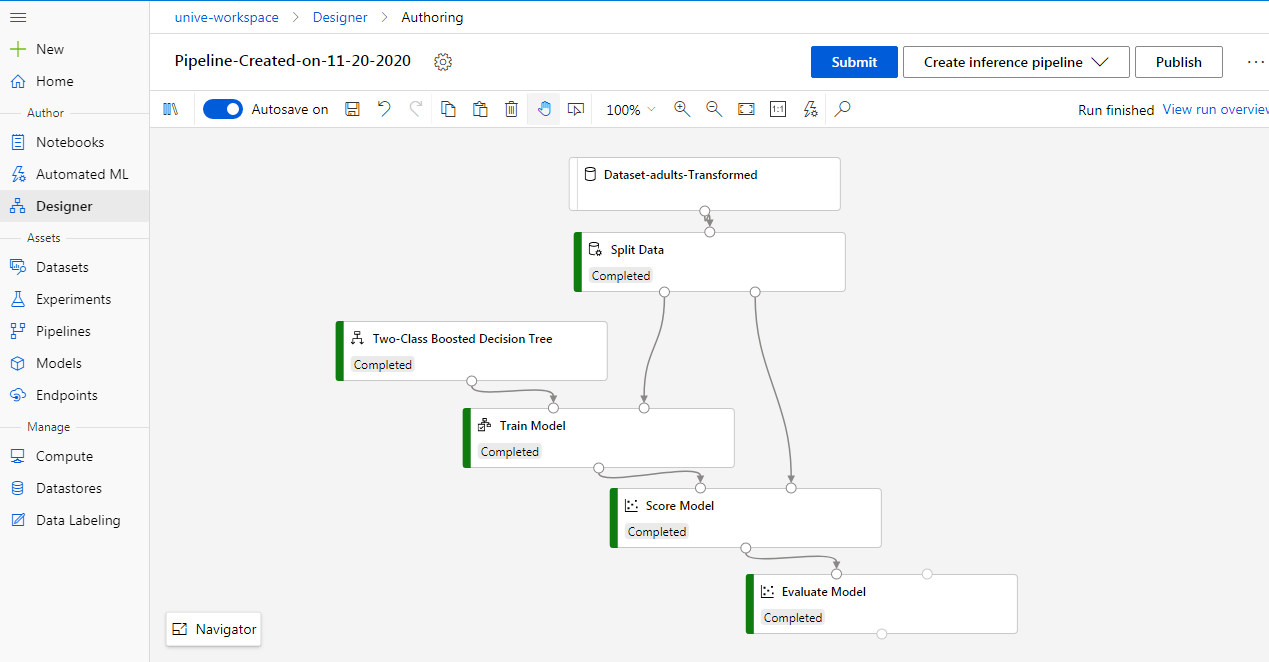 unive-workspace > Designer > Authoring
New
Home
Author
Notebooks
Automated ML
Designer
Assets
Datasets
Experiments
Pipelines
Models
Endpoints
Manage
Compute
Datastores
Data Labeling
Pipeline-Created-on-11-20-2020
Submit
Create inference pipeline
Publish
Autosave on
100%
1:1
Run finished View run overview
Dataset-adults-Transformed
Split Data
Completed
Two-Class Boosted Decision Tree
Completed
Train Model
Completed
Score Model
Completed
Evaluate Model
Completed
Navigator